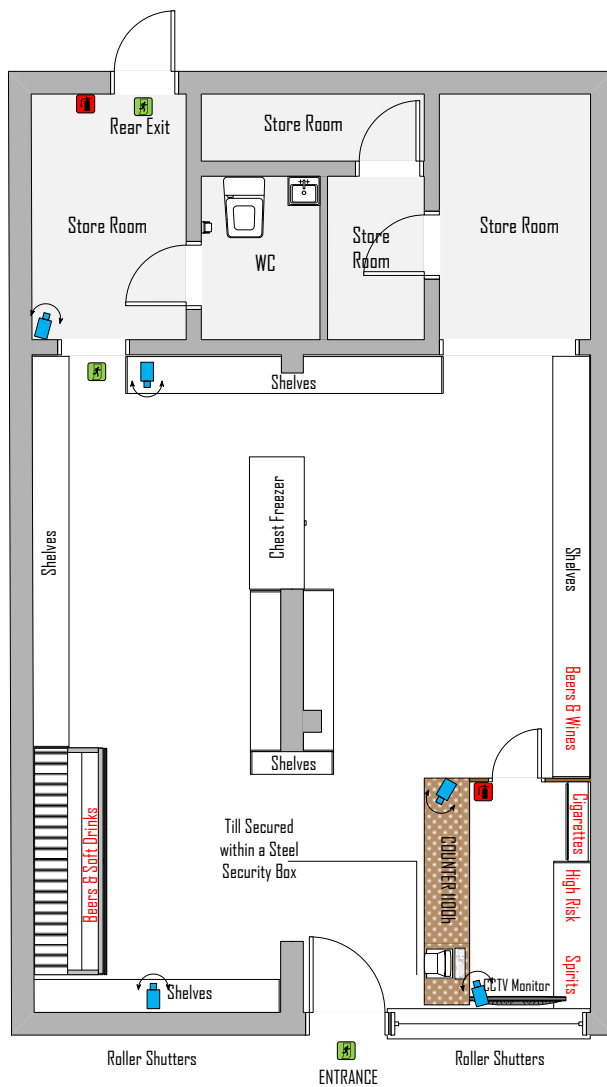 Rear Exit
Store Room
Store Room
WC
Store
Room
Store Room
Shelves
Shelves
Chest Freezer
Shelves
Beers & Wines
Shelves
Cigarettes
Till Secured
within a Steel
Security Box
Beers & Soft Drinks
High Risk
Spirits
CCTV Monitor
Shelves
Roller Shutters
Roller Shutters
ENTRANCE